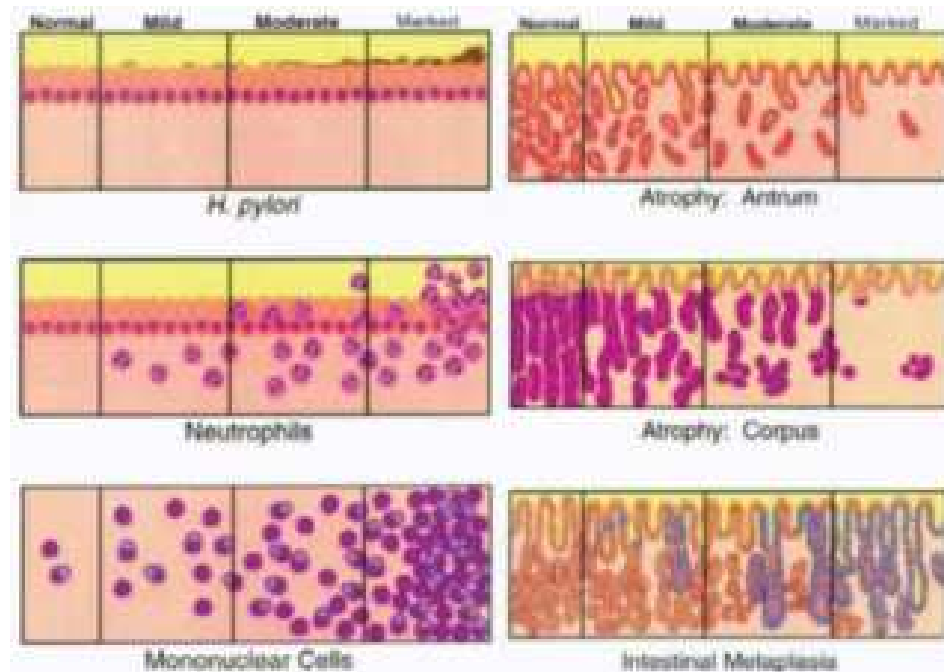 Normal Mild Moderate Marked
Normal Mild Moderate Marked
H. pylori
Atrophy: Antrum
Neutrophils
Atrophy: Corpus
Mononuclear Cells
Intestinal Metaplasia